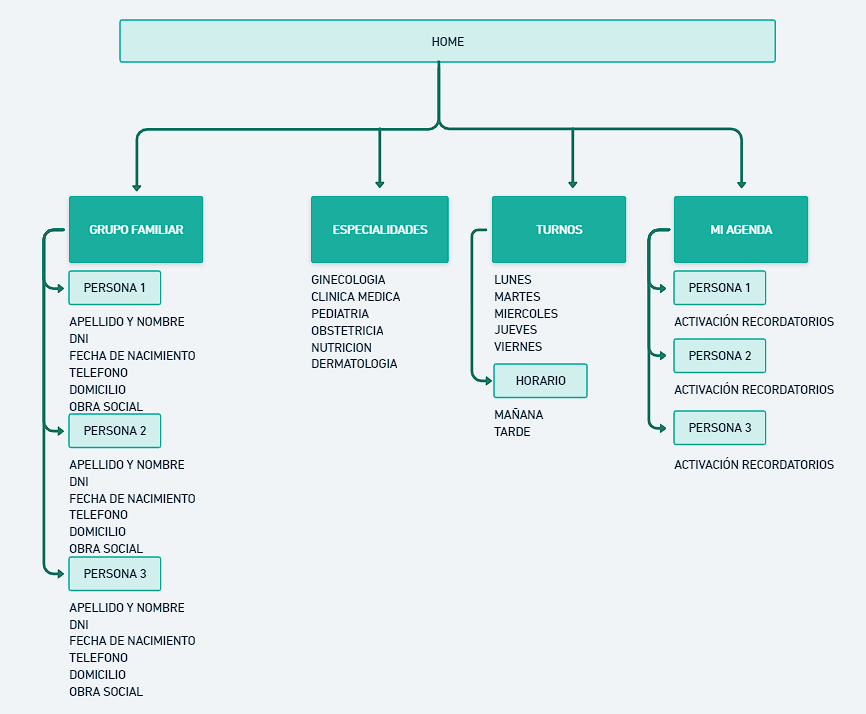 HOME
GRUPO FAMILIAR
PERSONA 1
APELLIDO Y NOMBRE
DNI
FECHA DE NACIMIENTO
TELEFONO
DOMICILIO
OBRA SOCIAL
PERSONA 2
APELLIDO Y NOMBRE
DNI
FECHA DE NACIMIENTO
TELEFONO
DOMICILIO
OBRA SOCIAL
PERSONA 3
APELLIDO Y NOMBRE
DNI
FECHA DE NACIMIENTO
TELEFONO
DOMICILIO
OBRA SOCIAL
ESPECIALIDADES
GINECOLOGIA
CLINICA MEDICA
PEDIATRIA
OBSTETRICIA
NUTRICION
DERMATOLOGIA
TURNOS
LUNES
MARTES
MIERCOLES
JUEVES
VIERNES
HORARIO
MAÑANA
TARDE
MI AGENDA
PERSONA 1
ACTIVACIÓN RECORDATORIOS
PERSONA 2
ACTIVACIÓN RECORDATORIOS
PERSONA 3
ACTIVACIÓN RECORDATORIOS